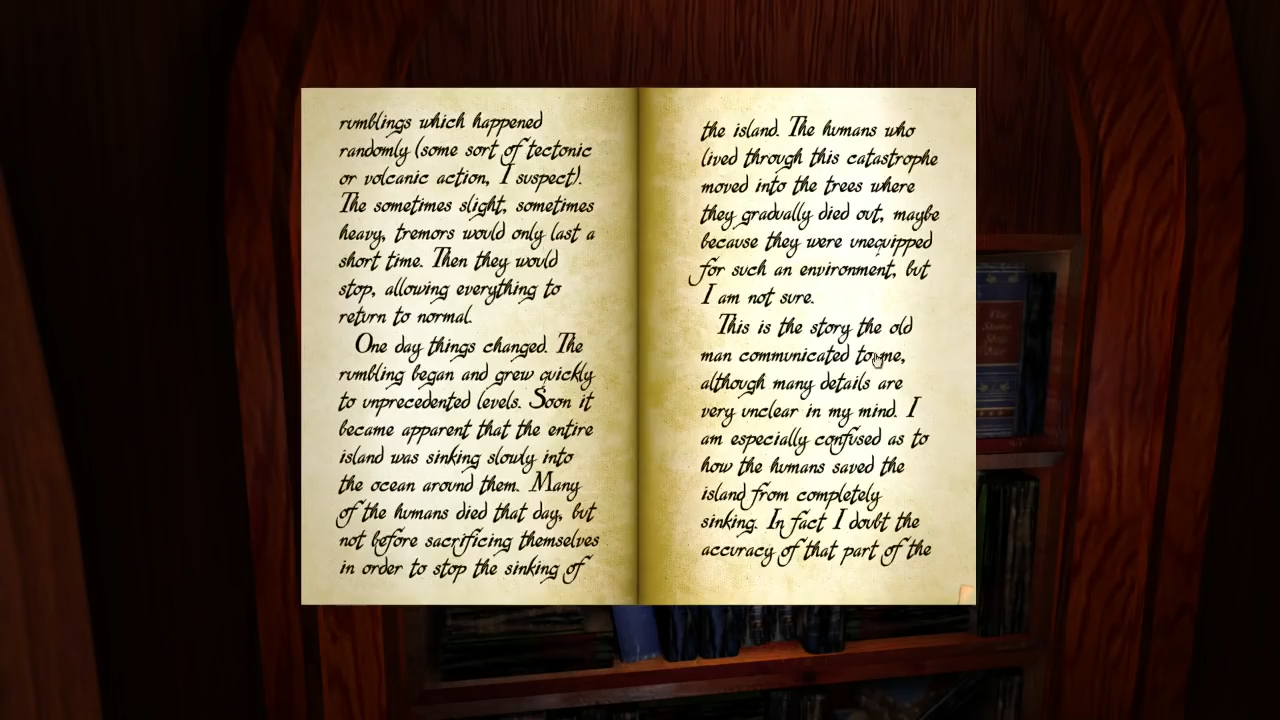 rumblings which happened
randomly (some sort of tectonic
or volcanic action, I suspect).
The sometimes slight, sometimes
heavy, tremors would only last a
short time. Then they would
stop, allowing everything to
return to normal.
One day things changed. The
rumbling began and grew quickly
to unprecedented levels. Soon it
became apparent that the entire
island was sinking slowly into
the ocean around them. Many
of the humans died that day, but
not before sacrificing themselves
in order to stop the sinking of
the island. The humans who
lived through this catastrophe
moved into the trees where
they gradually died out, maybe
because they were unequipped
for such an environment, but
I am not sure.
This is the story the old
man communicated to me,
although many details are
very unclear in my mind. I
am especially confused as to
how the humans saved the
island from completely
sinking. In fact I doubt the
accuracy of that part of the